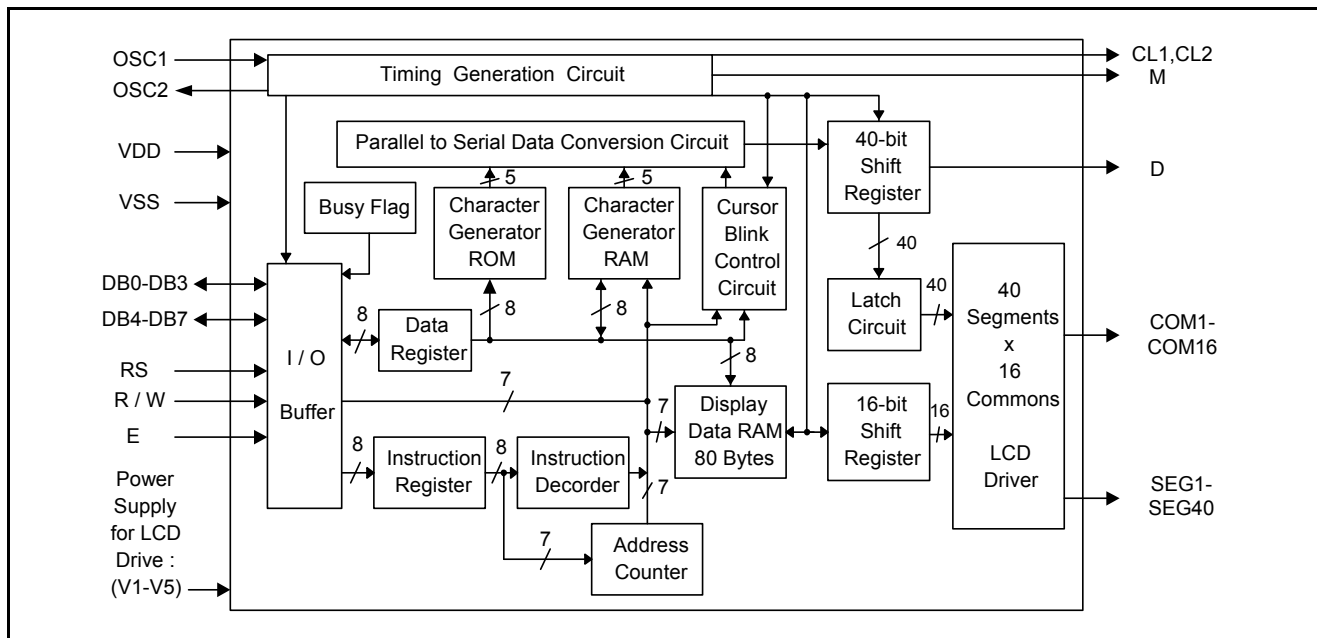 OSC1
OSC2
VDD
VSS
DB0-DB3
DB4-DB7
RS
R / W
E
Power
Supply
for LCD
Drive :
(V1-V5)
Timing Generation Circuit
Parallel to Serial Data Conversion Circuit
5
5
Busy Flag
Character
Generator
ROM
Character
Generator
RAM
Cursor
Blink
Control
Circuit
8
8
8
Data
Register
I / O
Buffer
8
7
7
Display
Data RAM
80 Bytes
8
Instruction
Register
8
Instruction
Decorder
7
7
Address
Counter
40-bit
Shift
Register
40
Latch
Circuit
40
16-bit
Shift
Register
16
40
Segments
x
16
Commons
LCD
Driver
CL1,CL2
M
D
COM1-
COM16
SEG1-
SEG40